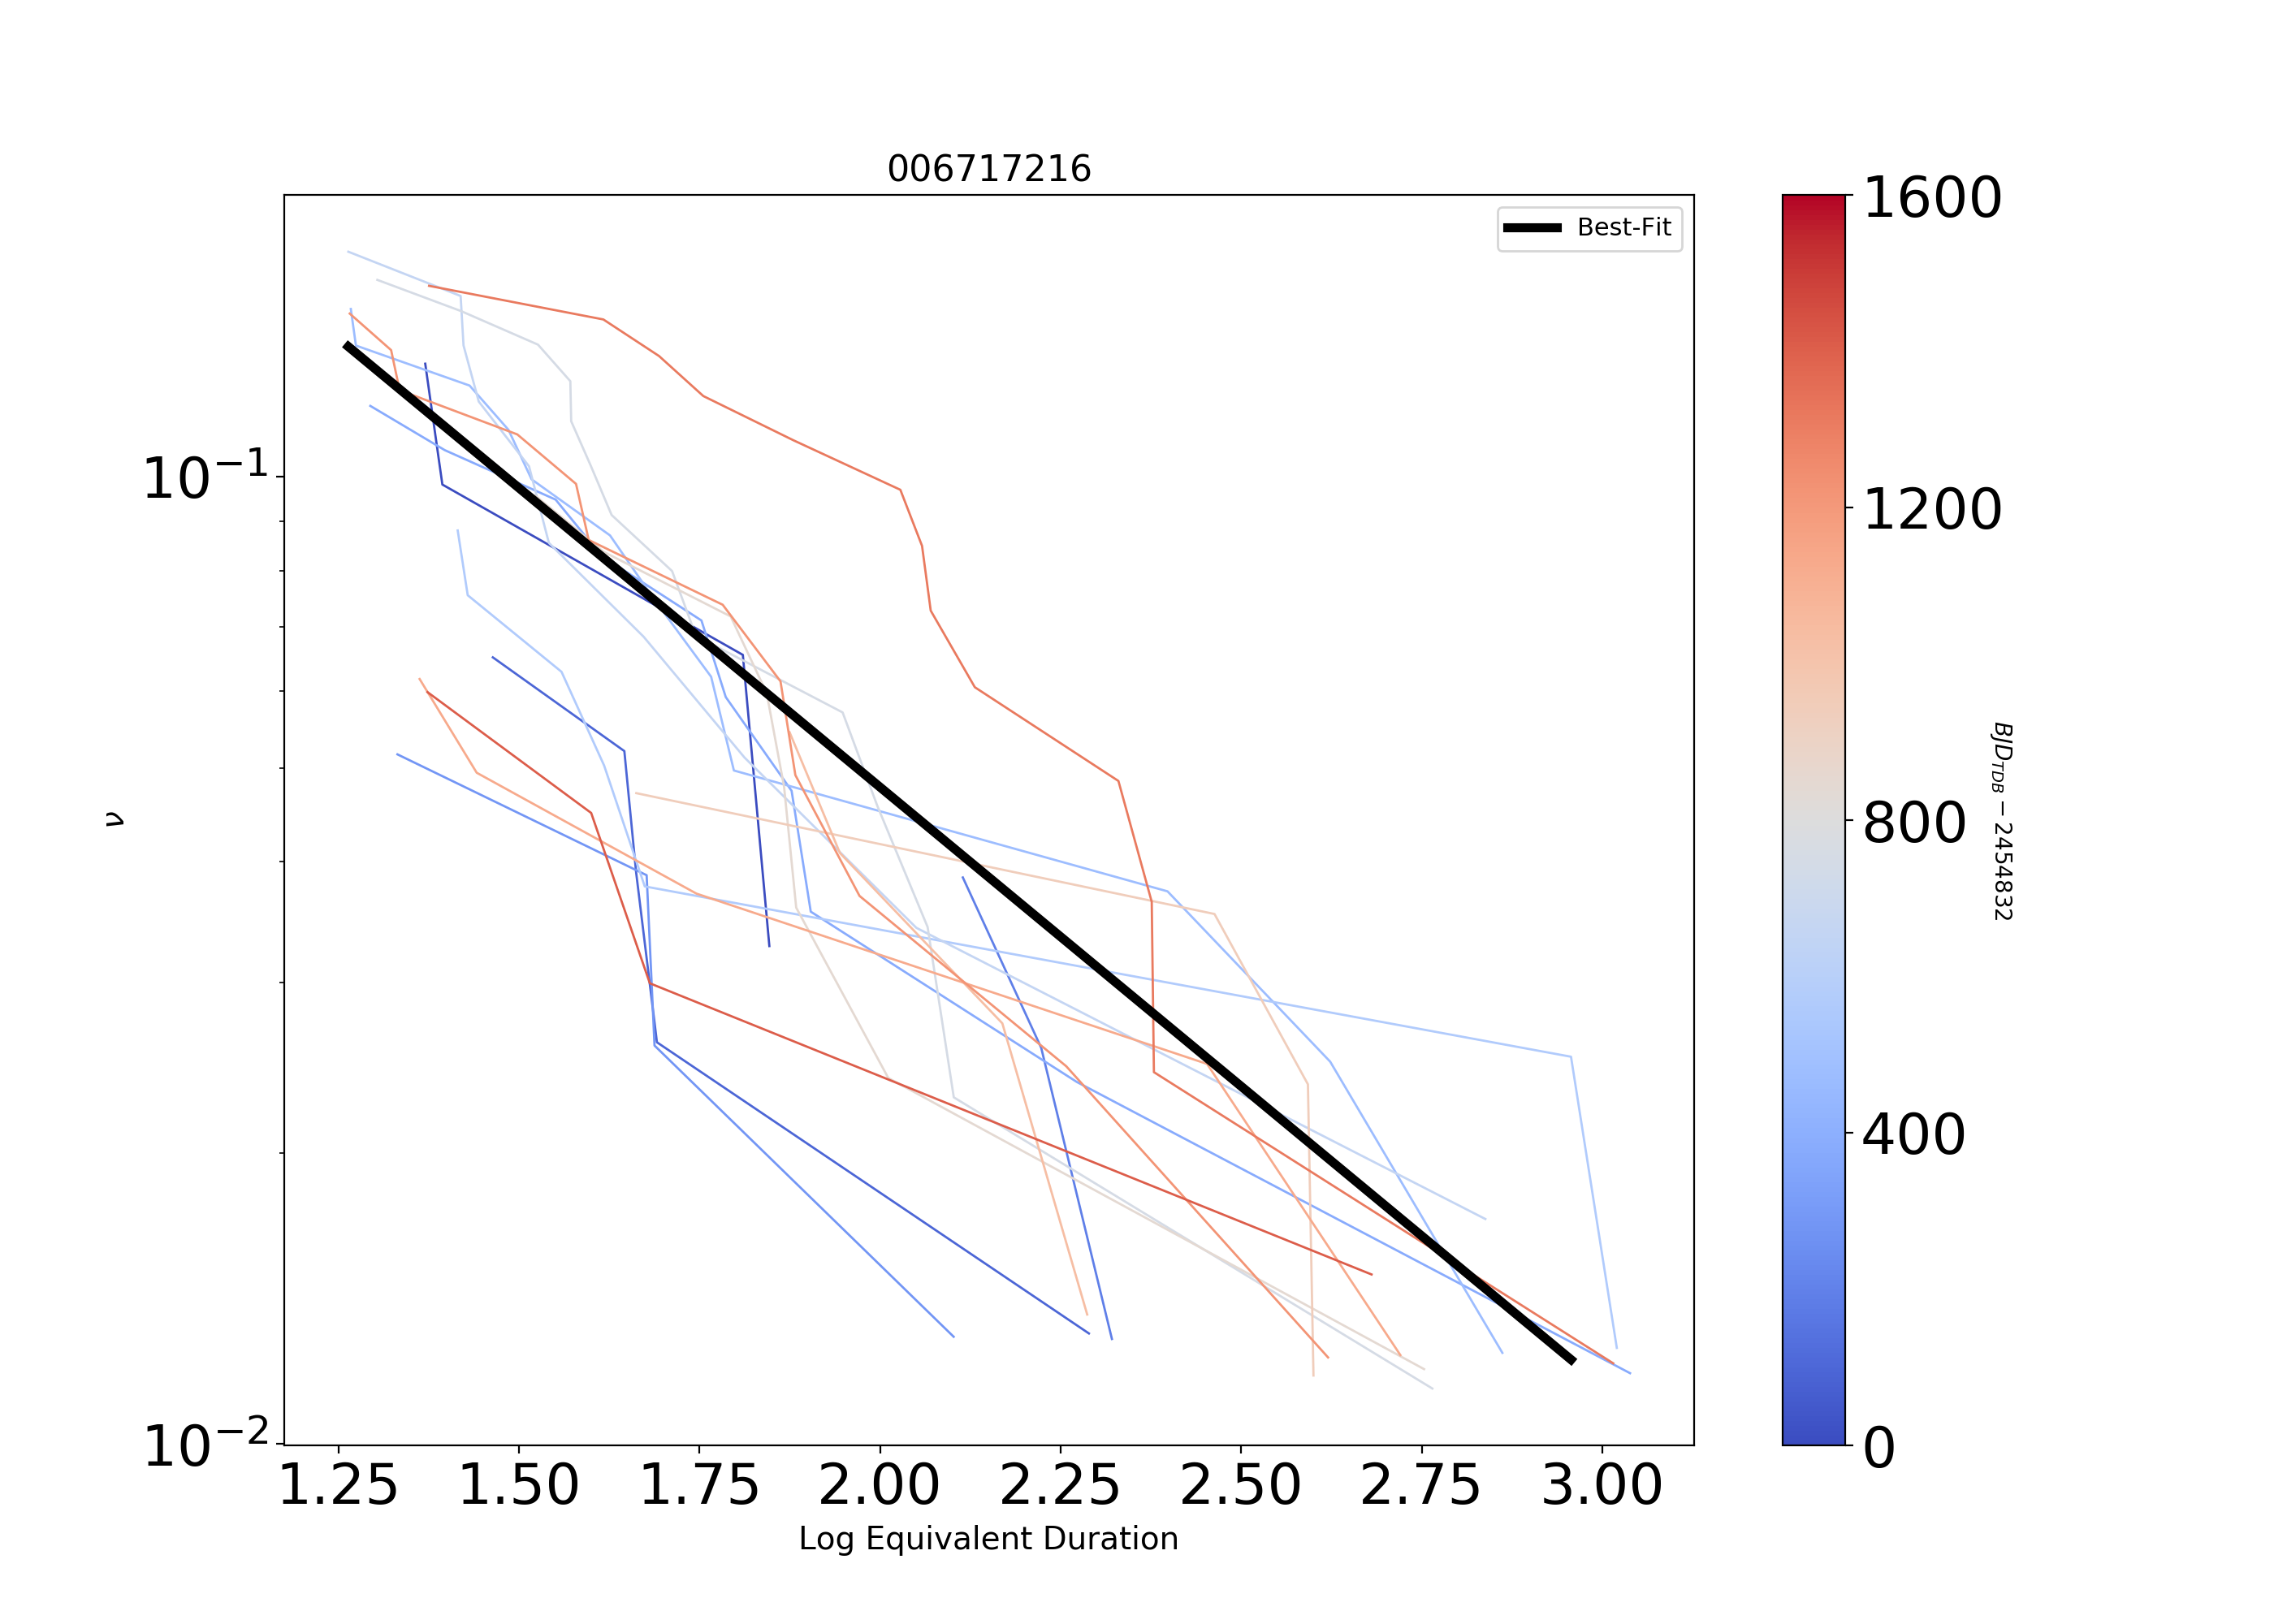 006717216
Best-Fit
10⁻¹
10⁻²
ν
1.25 1.50 1.75 2.00 2.25 2.50 2.75 3.00
Log Equivalent Duration
1600
1200
800
400
0
BJD_TDB − 2454832